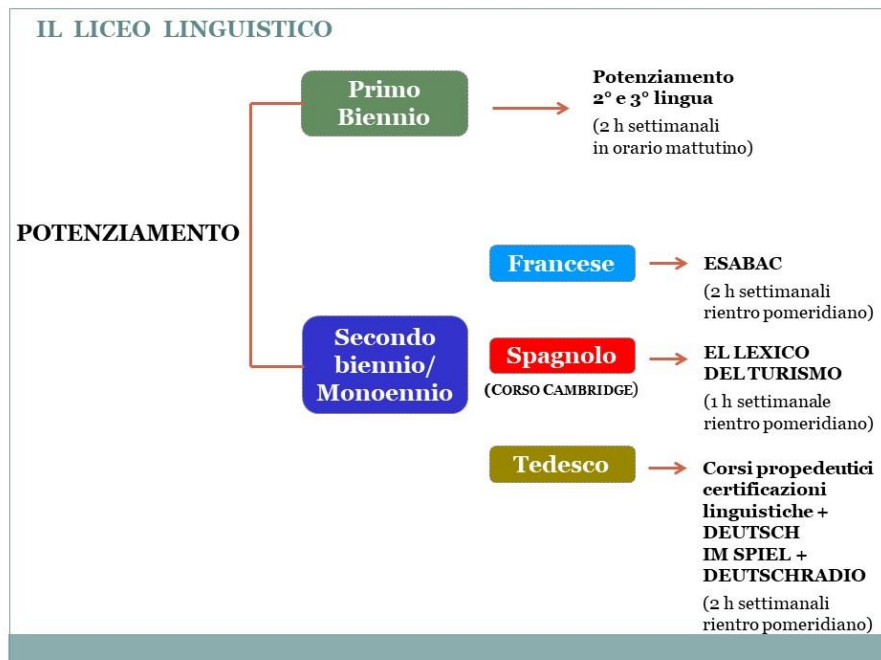 IL LICEO LINGUISTICO
Primo
Biennio
Potenziamento
2° e 3° lingua
(2 h settimanali
in orario mattutino)
POTENZIAMENTO
Francese
ESABAC
(2 h settimanali
rientro pomeridiano)
Secondo
biennio/
Monoennio
Spagnolo
(CORSO CAMBRIDGE)
EL LEXICO
DEL TURISMO
(1 h settimanale
rientro pomeridiano)
Tedesco
Corsi propedeutici
certificazioni
linguistiche +
DEUTSCH
IM SPIEL +
DEUTSCHRADIO
(2 h settimanali
rientro pomeridiano)